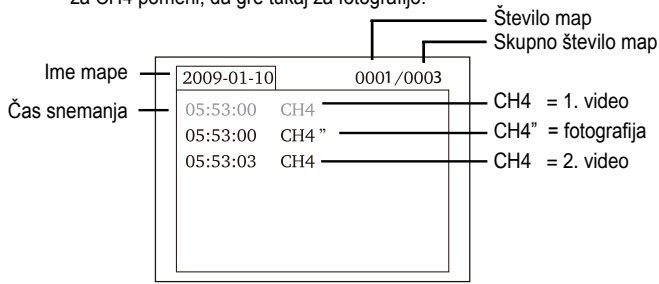 za CH4 pomeni, da gre takaj za fotografijo.
Število map
Skupno število map
Ime mape
2009-01-10
0001/0003
Čas snemanja
05:53:00 CH4
CH4 = 1. video
05:53:00 CH4 ”
CH4” = fotografija
05:53:03 CH4
CH4 = 2. video